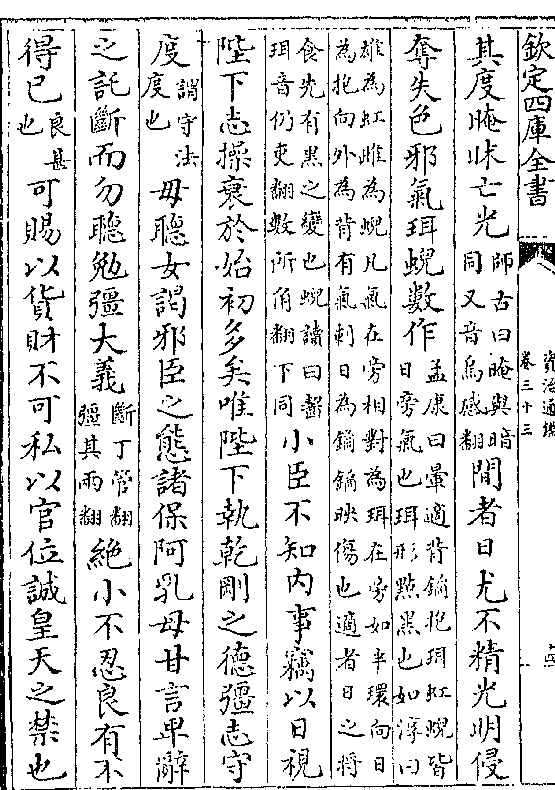 欽定四庫全書
資治通鑑
卷三十三
其度晻昧亡光師古曰晻與暗同又音烏感翻間者日尤不精光明侵
奪失色邪氣珥蜺數作孟康曰暈適背鐍抱珥虹蜺皆日旁氣也珥形點黑也如淳曰
雄為虹雌為蜺凡氣在旁相對為珥在旁如半環向日為抱向外為背有氣刺日為鐍鐍映傷也適者日之將
食先有黑之變也蜺讀曰齧珥音仍吏翻數所角翻下同小臣不知內事竊以日視
陛下志操衰於始初多矣唯陛下執乾剛之德彊志守
度謂守法度也毋聽女謁邪臣之態諸保阿乳母甘言卑辭
之託斷而勿聽勉彊大義斷丁管翻彊其兩翻絕小不忍良有不
得已良甚也可賜以貨財不可私以官位誠皇天之禁也